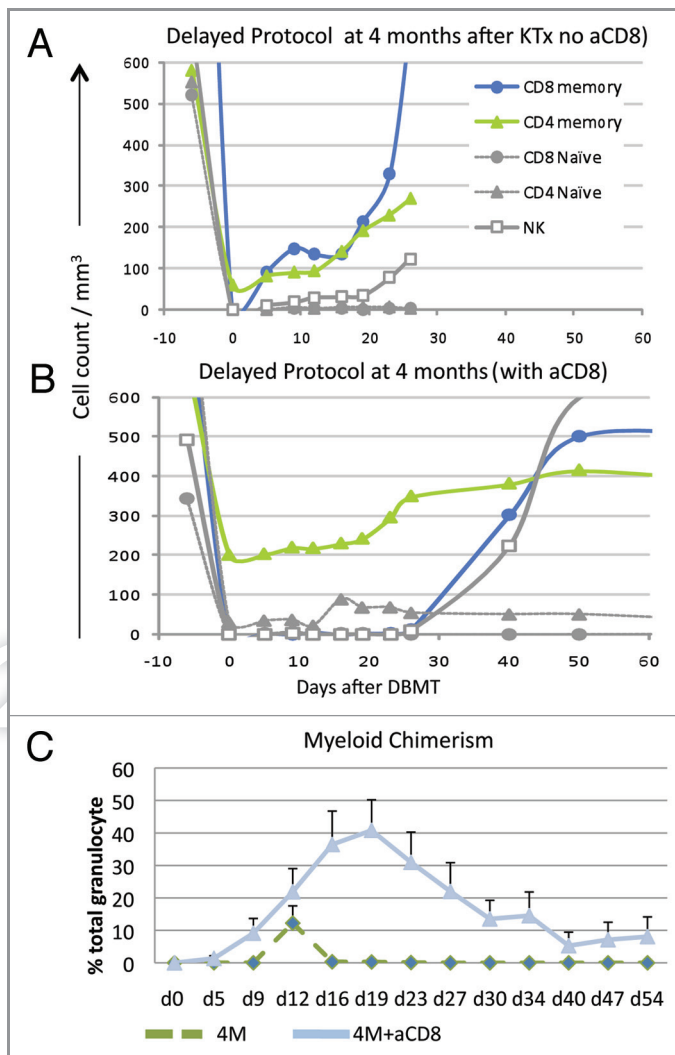 A
Delayed Protocol at 4 months after KTx no aCD8)
600
500
400
300
200
100
0
-10 0 10 20 30 40 50 60
CD8 memory
CD4 memory
CD8 Naïve
CD4 Naïve
NK
Cell count / mm³
B
Delayed Protocol at 4 months (with aCD8)
600
500
400
300
200
100
0
-10 0 10 20 30 40 50 60
Days after DBMT
C
Myeloid Chimerism
% total granulocyte
60
50
40
30
20
10
0
d0 d5 d9 d12 d16 d19 d23 d27 d30 d34 d40 d47 d54
4M 4M+aCD8